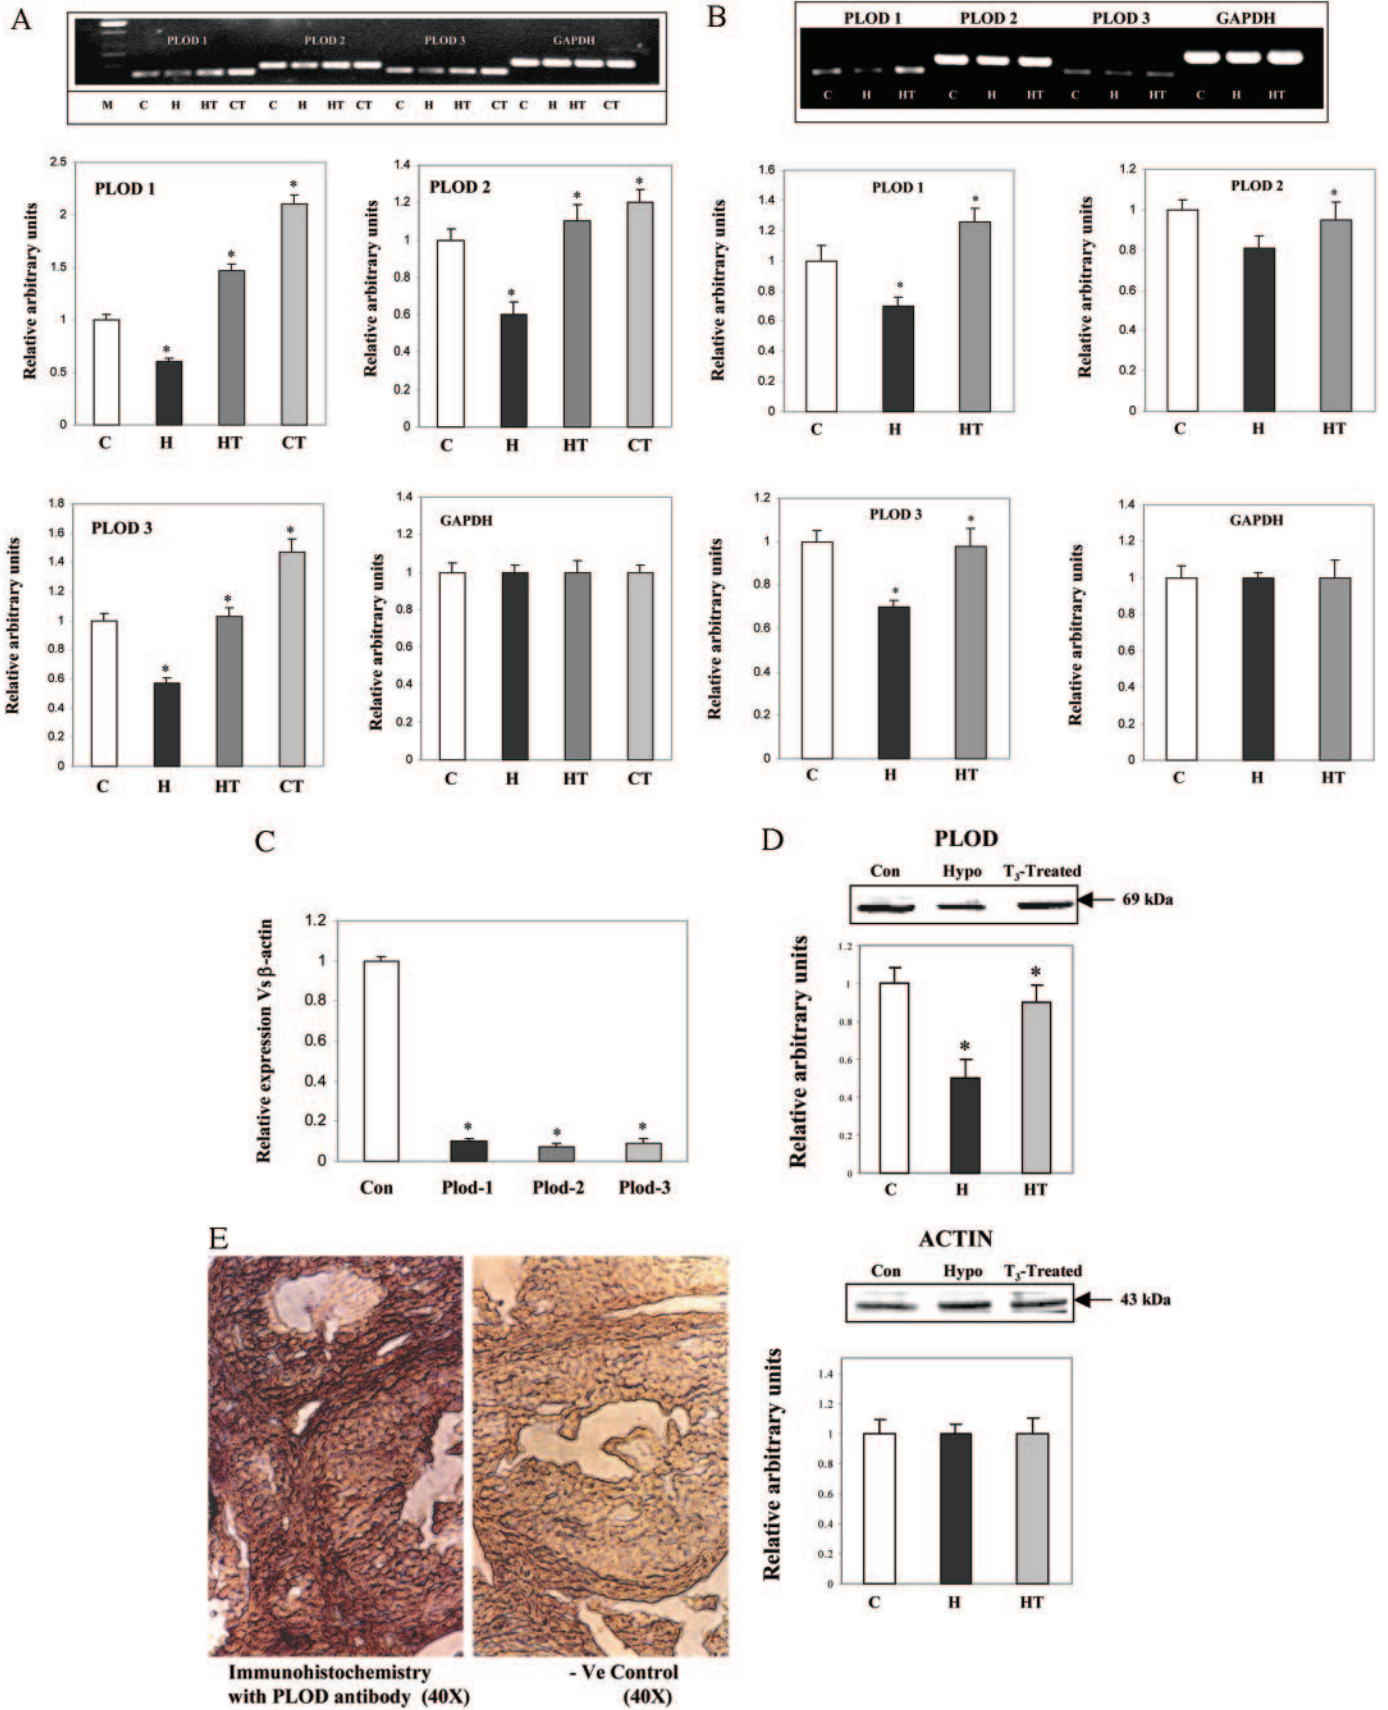 A
PLOD 1 PLOD 2 PLOD 3 GAPDH
M C H HT CT C H HT CT C H HT CT C H HT CT
B
PLOD 1 PLOD 2 PLOD 3 GAPDH
C H HT C H HT C H HT C H HT
PLOD 1
Relative arbitrary units
2.5
2
1.5
1
0.5
0
* * *
C H HT CT
PLOD 2
Relative arbitrary units
1.4
1.2
1
0.8
0.6
0.4
0.2
0
* * *
C H HT CT
PLOD 1
Relative arbitrary units
1.6
1.4
1.2
1
0.8
0.6
0.4
0.2
0
* *
C H HT
PLOD 2
Relative arbitrary units
1.2
1
0.8
0.6
0.4
0.2
0
*
C H HT
PLOD 3
Relative arbitrary units
1.8
1.6
1.4
1.2
1
0.8
0.6
0.4
0.2
0
* * *
C H HT CT
GAPDH
Relative arbitrary units
1.4
1.2
1
0.8
0.6
0.4
0.2
0
C H HT CT
PLOD 3
Relative arbitrary units
1.2
1
0.8
0.6
0.4
0.2
0
* *
C H HT
GAPDH
Relative arbitrary units
1.4
1.2
1
0.8
0.6
0.4
0.2
0
C H HT
C
Relative expression Vs β-actin
1.2
1
0.8
0.6
0.4
0.2
0
* * *
Con Plod-1 Plod-2 Plod-3
D
PLOD
Con Hypo T3-Treated
69 kDa
Relative arbitrary units
1.2
1
0.8
0.6
0.4
0.2
0
* *
C H HT
ACTIN
Con Hypo T3-Treated
43 kDa
Relative arbitrary units
1.4
1.2
1
0.8
0.6
0.4
0.2
0
C H HT
E
Immunohistochemistry
with PLOD antibody (40X)
- Ve Control
(40X)